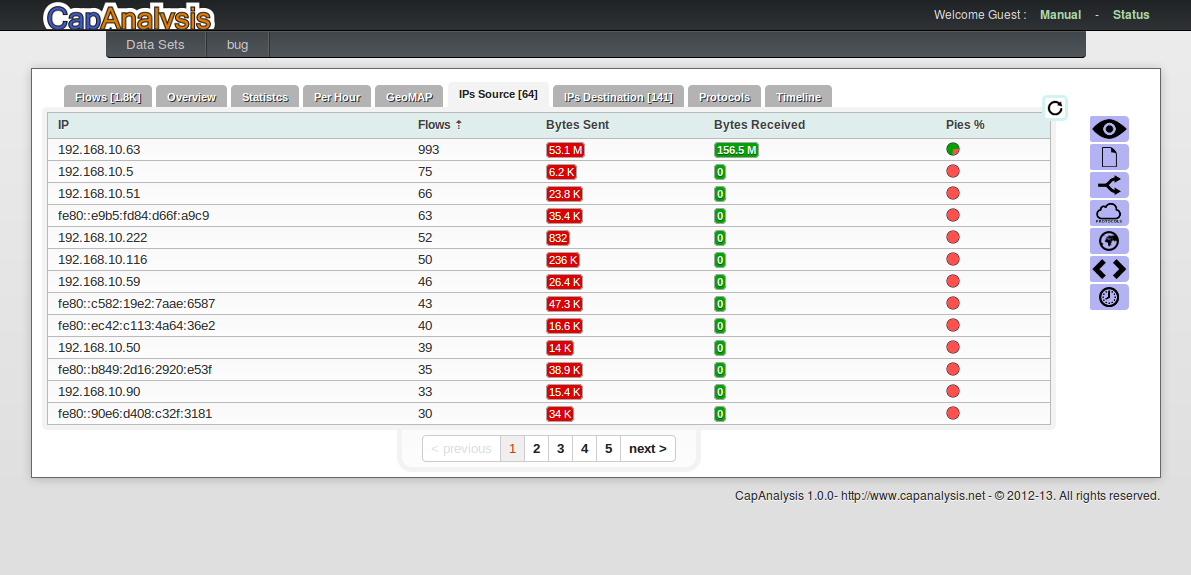 CapAnalysis
Welcome Guest : Manual - Status
Data Sets bug
Flows [1.8K] Overview Statistcs Per Hour GeoMAP IPs Source [64] IPs Destination [141] Protocols Timeline
IP Flows ↑ Bytes Sent Bytes Received Pies %
192.168.10.63 993 53.1 M 156.5 M
192.168.10.5 75 6.2 K 0
192.168.10.51 66 23.8 K 0
fe80::e9b5:fd84:d66f:a9c9 63 35.4 K 0
192.168.10.222 52 832 0
192.168.10.116 50 236 K 0
192.168.10.59 46 26.4 K 0
fe80::c582:19e2:7aae:6587 43 47.3 K 0
fe80::ec42:c113:4a64:36e2 40 16.6 K 0
192.168.10.50 39 14 K 0
fe80::b849:2d16:2920:e53f 35 38.9 K 0
192.168.10.90 33 15.4 K 0
fe80::90e6:d408:c32f:3181 30 34 K 0
PROTOCOLS
< previous 1 2 3 4 5 next >
CapAnalysis 1.0.0- http://www.capanalysis.net - © 2012-13. All rights reserved.